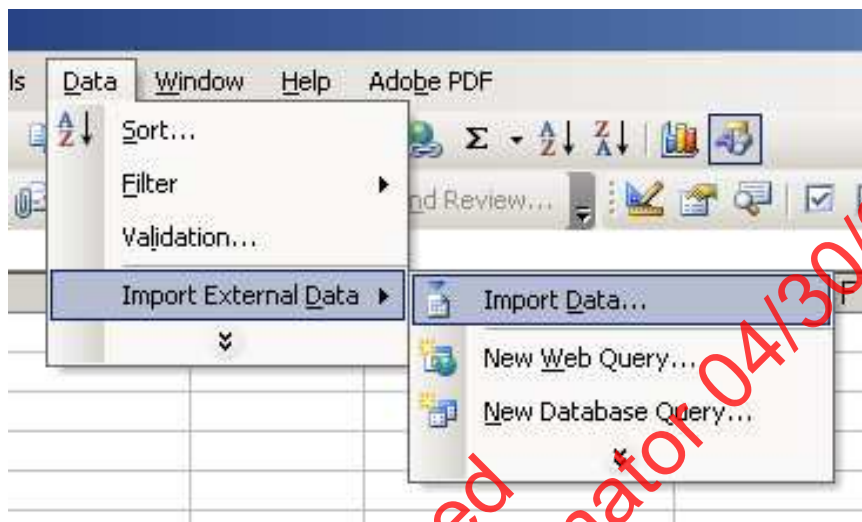 ls Data Window Help Adobe PDF
Sort...
Filter
nd Review...
Validation...
Import External Data
Import Data...
F
New Web Query...
New Database Query...
ed
nator 04/30/